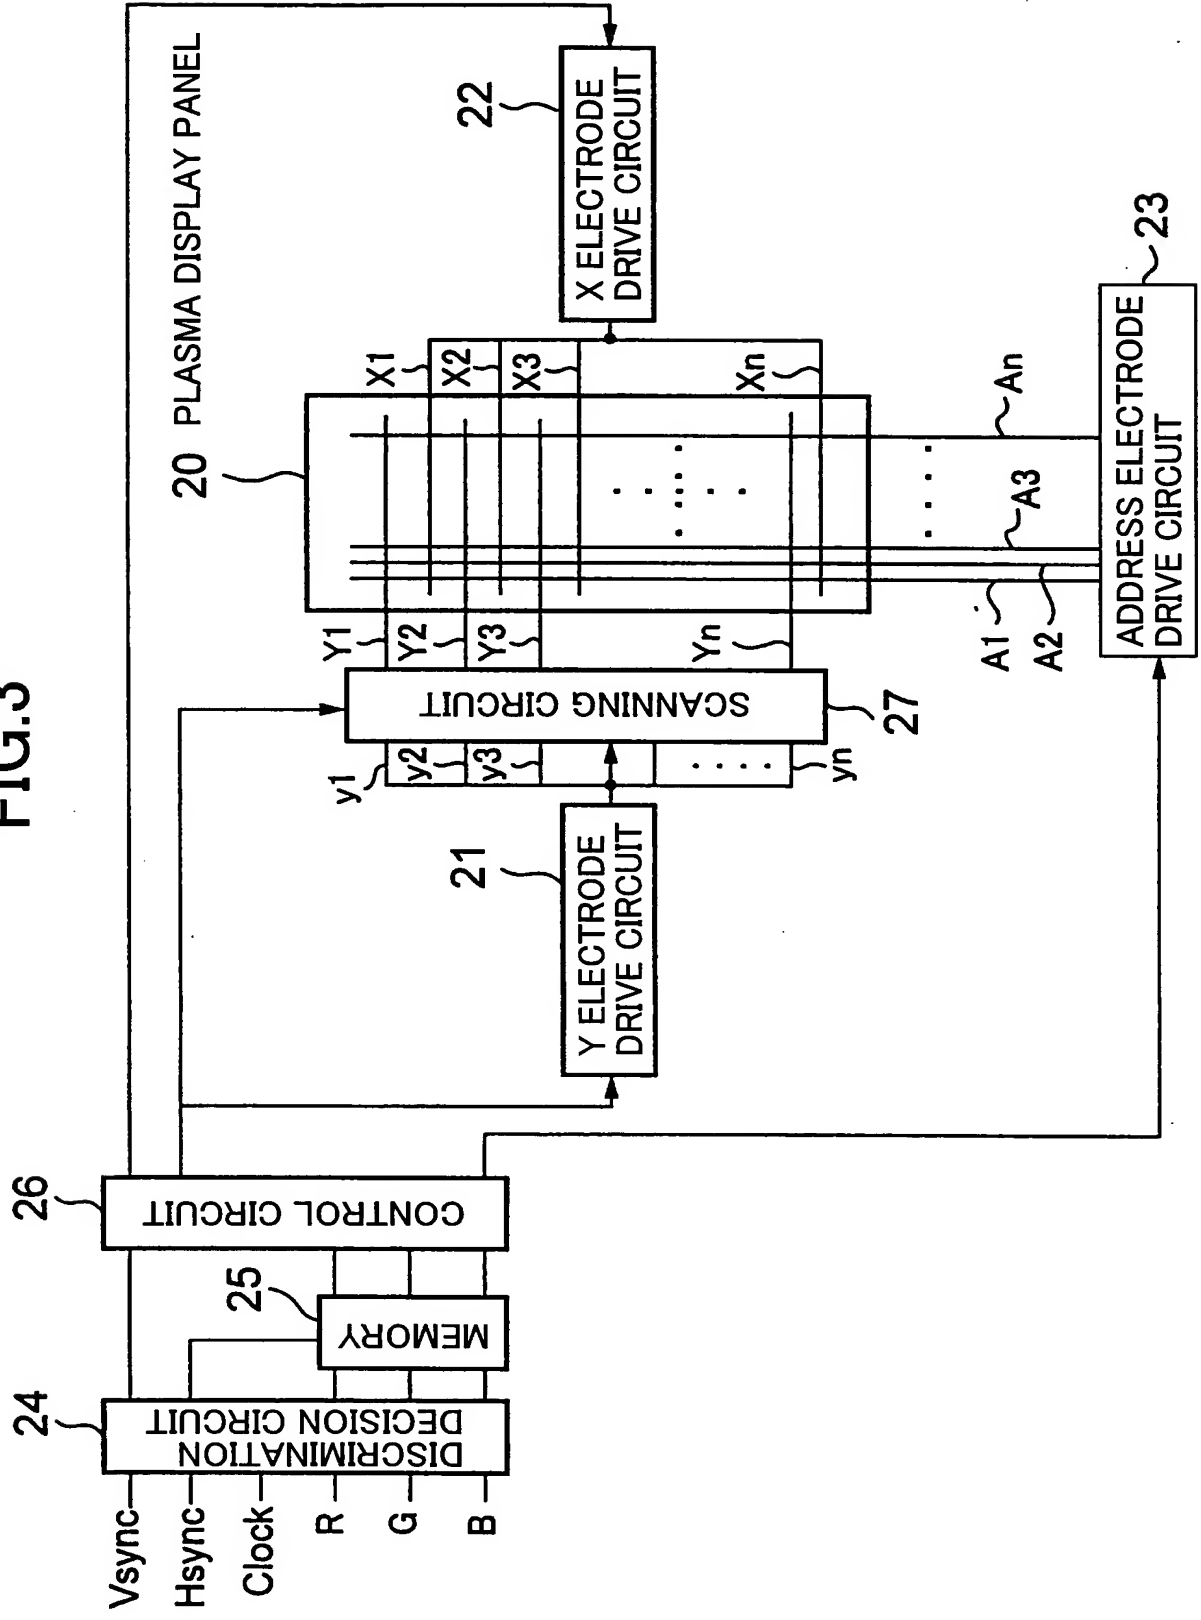 FIG.3
20 PLASMA DISPLAY PANEL
22
X ELECTRODE
DRIVE CIRCUIT
X1
X2
X3
Xn
An
A3
A1
A2
23
ADDRESS ELECTRODE
DRIVE CIRCUIT
Y1
Y2
Y3
Yn
SCANNING CIRCUIT
27
y1
y2
y3
yn
21
Y ELECTRODE
DRIVE CIRCUIT
26
CONTROL CIRCUIT
25
MEMORY
24
DISCRIMINATION
DECISION CIRCUIT
Vsync
Hsync
Clock
R
G
B